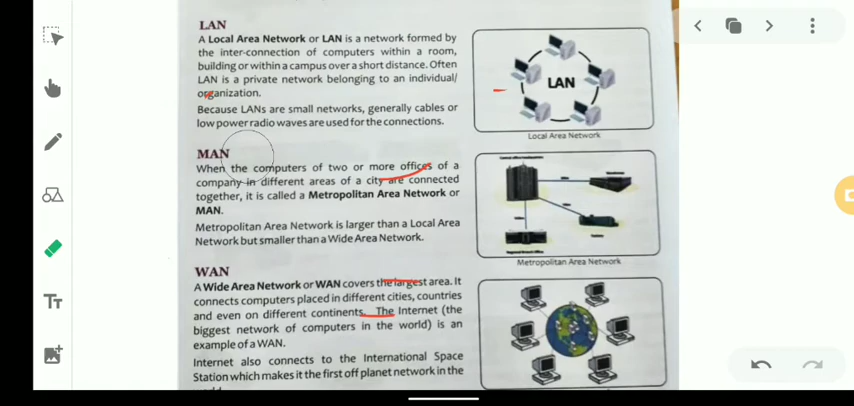 LAN
A Local Area Network or LAN is a network formed by
the inter-connection of computers within a room,
building or within a campus over a short distance. Often
LAN is a private network belonging to an individual/
organization.
Because LANs are small networks, generally cables or
low power radio waves are used for the connections.
LAN
Local Area Network
MAN
When the computers of two or more offices of a
company in different areas of a city are connected
together, it is called a Metropolitan Area Network or
MAN.
Metropolitan Area Network is larger than a Local Area
Network but smaller than a Wide Area Network.
Metropolitan Area Network
WAN
A Wide Area Network or WAN covers the largest area. It
connects computers placed in different cities, countries
and even on different continents. The Internet (the
biggest network of computers in the world) is an
example of a WAN.
Internet also connects to the International Space
Station which makes it the first off planet network in the
Tт